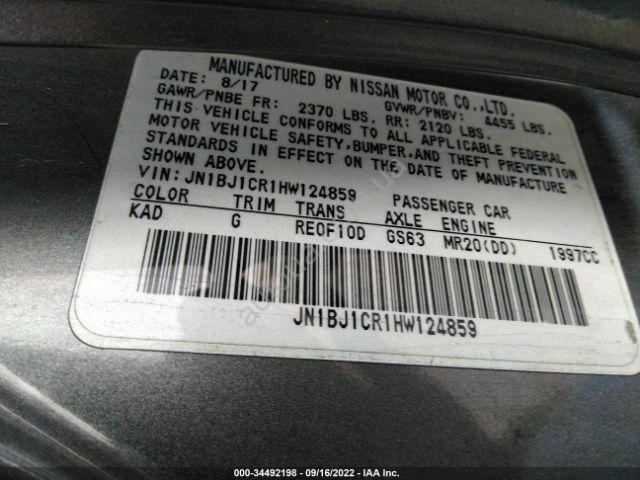 MANUFACTURED BY NISSAN MOTOR CO.,LTD.
DATE: 8/17 GVWR/PNBV: 4455 LBS.
GAWR/PNBE FR: 2370 LBS. RR: 2120 LBS.
THIS VEHICLE CONFORMS TO ALL APPLICABLE FEDERAL
MOTOR VEHICLE SAFETY,BUMPER,AND THEFT PREVENTION
STANDARDS IN EFFECT ON THE DATE OF MANUFACTURE
SHOWN ABOVE.
VIN: JN1BJ1CR1HW124859 PASSENGER CAR
COLOR TRIM TRANS AXLE ENGINE
KAD G RE0F10D GS63 MR20(DD) 1997CC
JN1BJ1CR1HW124859
000-34492198 - 09/16/2022 - IAA Inc.